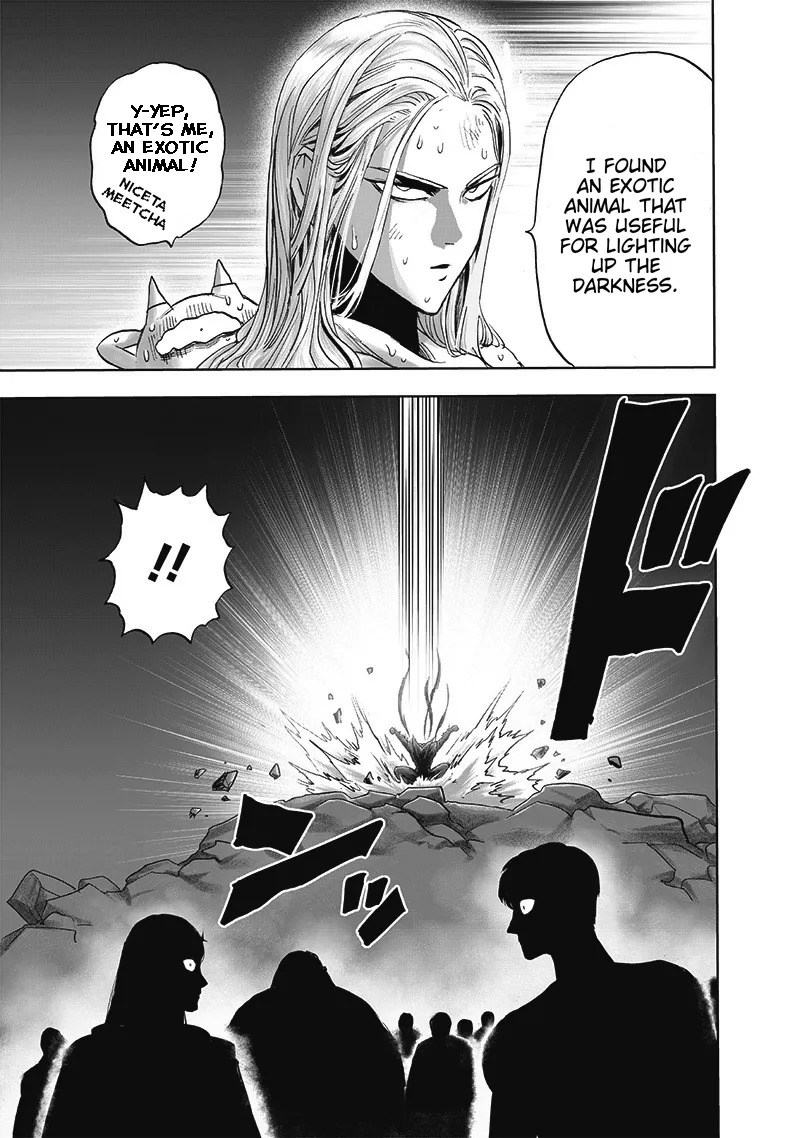 I FOUND
AN EXOTIC
ANIMAL THAT
WAS USEFUL
FOR LIGHTING
UP THE
DARKNESS.
Y-YEP,
THAT'S ME,
AN EXOTIC
ANIMAL!
NICETA
MEETCHA
!!
ドンッ